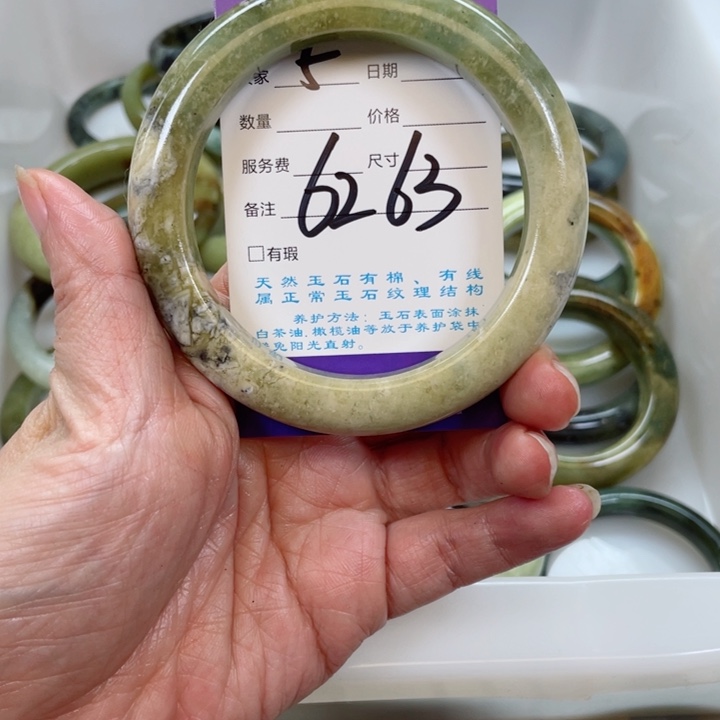 家 5 日期
数量 价格
服务费 尺寸
备注 6263
有瑕
天然玉石有棉、有线
属正常玉石纹理结构
养护方法：玉石表面涂抹
白茶油.橄榄油等放于养护袋中
免阳光直射。